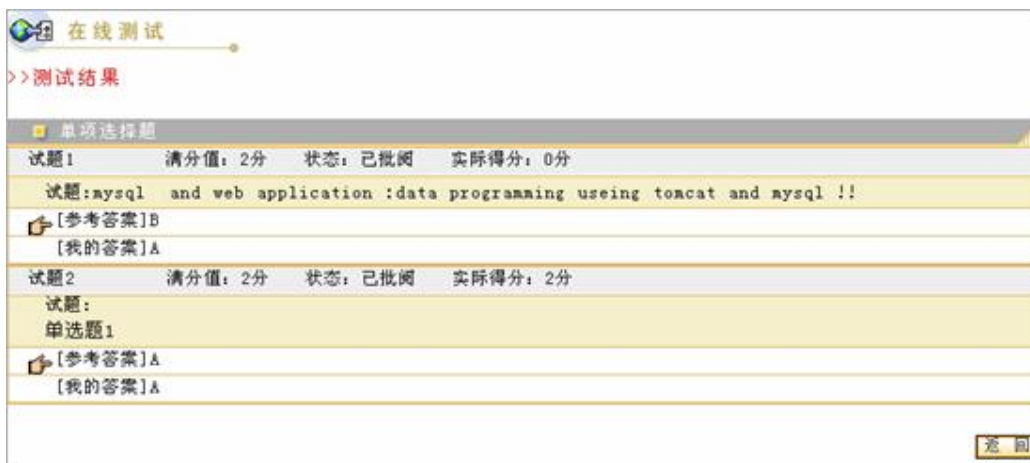 在线测试
>>测试结果
单项选择题
试题1 满分值：2分 状态：已批阅 实际得分：0分
试题:mysql and web application :data programming useing tomcat and mysql !!
[参考答案]B
[我的答案]A
试题2 满分值：2分 状态：已批阅 实际得分：2分
试题：
单选题1
[参考答案]A
[我的答案]A
返 回